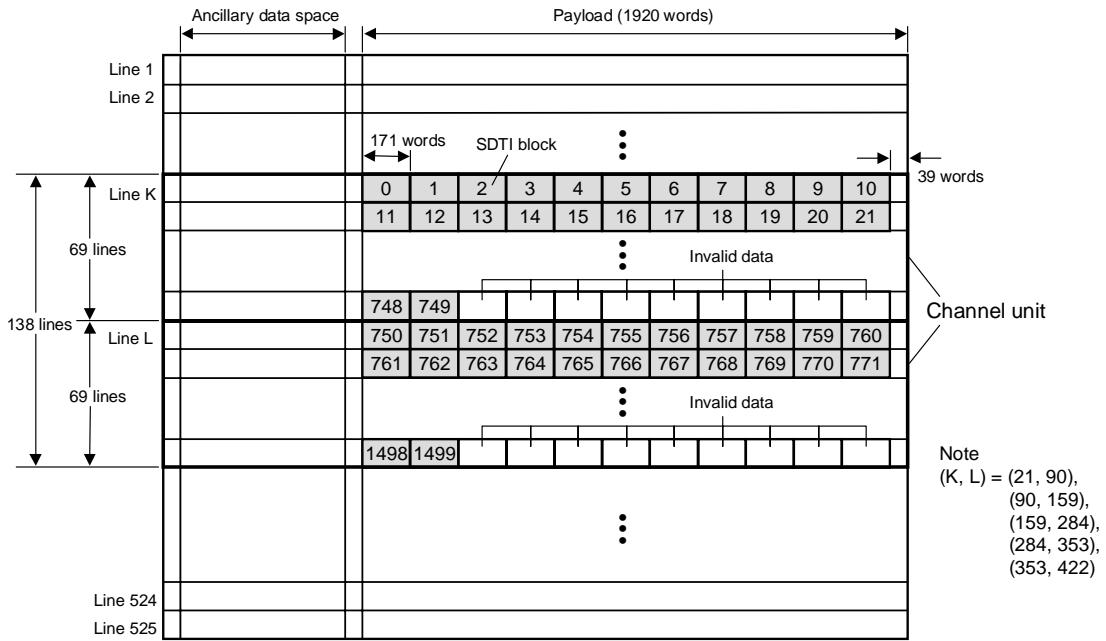 Ancillary data space
Payload (1920 words)
Line 1
Line 2
171 words
SDTI block
39 words
Line K
0 1 2 3 4 5 6 7 8 9 10
11 12 13 14 15 16 17 18 19 20 21
69 lines
Invalid data
748 749
138 lines
Channel unit
Line L
750 751 752 753 754 755 756 757 758 759 760
761 762 763 764 765 766 767 768 769 770 771
69 lines
Invalid data
1498 1499
Note
(K, L) = (21, 90),
(90, 159),
(159, 284),
(284, 353),
(353, 422)
Line 524
Line 525